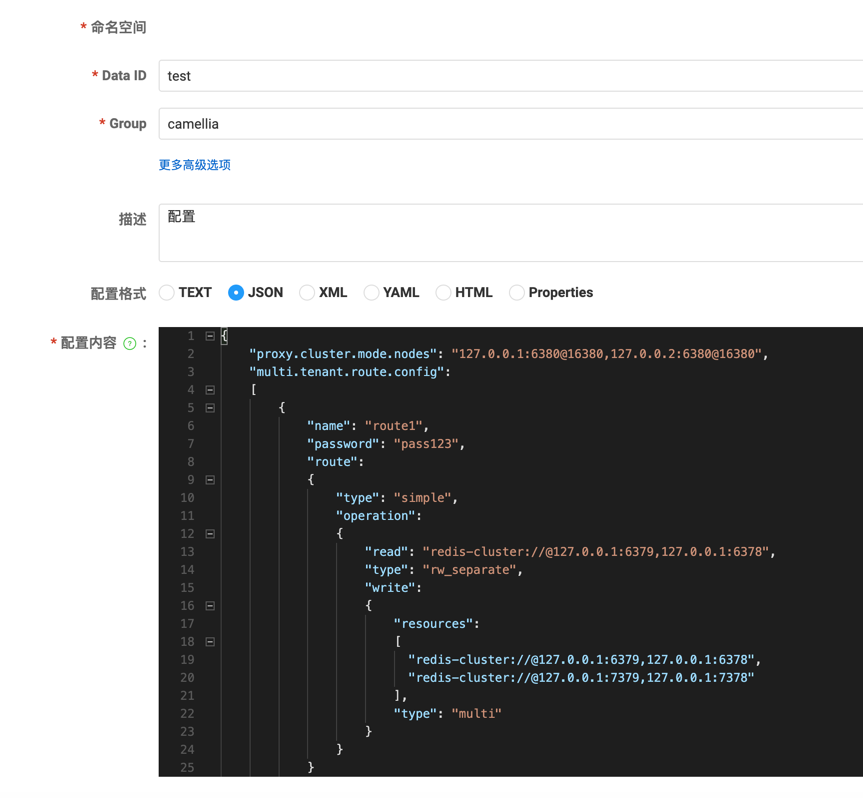 * 命名空间
* Data ID test
* Group camellia
更多高级选项
描述 配置
配置格式 TEXT JSON XML YAML HTML Properties
* 配置内容 ? :
1 {
2 "proxy.cluster.mode.nodes": "127.0.0.1:6380@16380,127.0.0.2:6380@16380",
3 "multi.tenant.route.config":
4 [
5 {
6 "name": "route1",
7 "password": "pass123",
8 "route":
9 {
10 "type": "simple",
11 "operation":
12 {
13 "read": "redis-cluster://@127.0.0.1:6379,127.0.0.1:6378",
14 "type": "rw_separate",
15 "write":
16 {
17 "resources":
18 [
19 "redis-cluster://@127.0.0.1:6379,127.0.0.1:6378",
20 "redis-cluster://@127.0.0.1:7379,127.0.0.1:7378"
21 ],
22 "type": "multi"
23 }
24 }
25 }